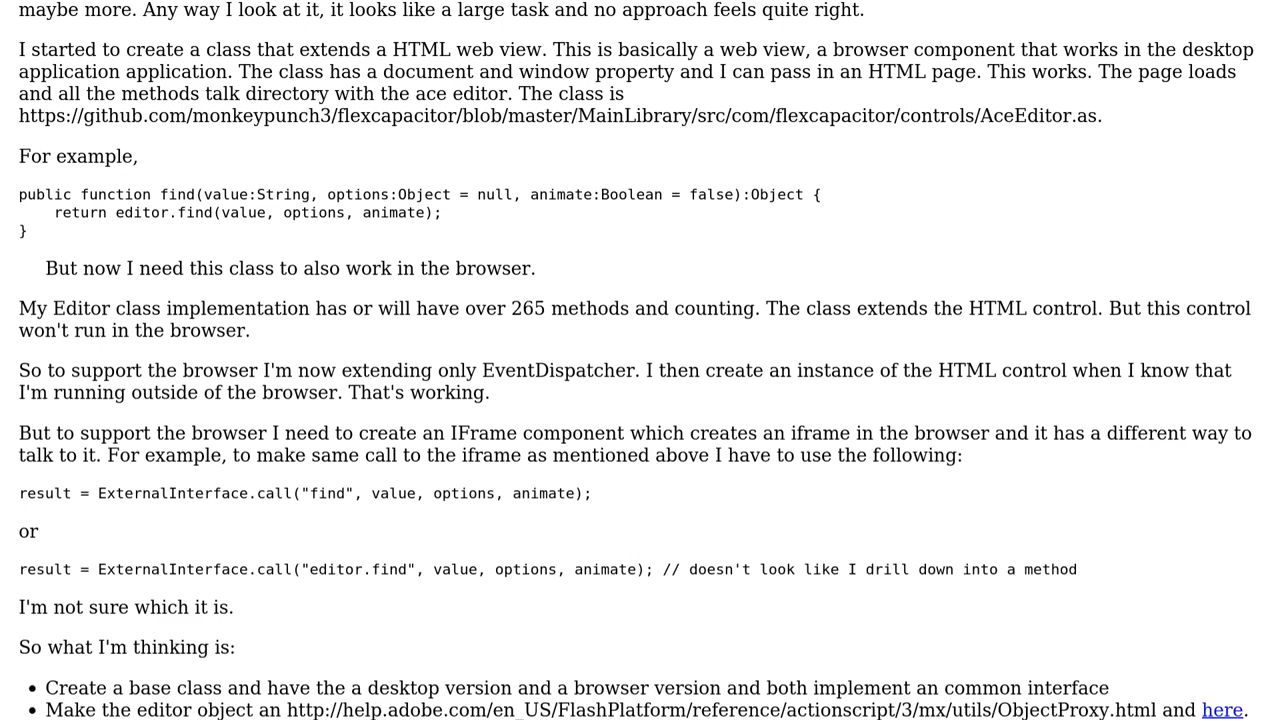 maybe more. Any way I look at it, it looks like a large task and no approach feels quite right.
I started to create a class that extends a HTML web view. This is basically a web view, a browser component that works in the desktop
application application. The class has a document and window property and I can pass in an HTML page. This works. The page loads
and all the methods talk directory with the ace editor. The class is
https://github.com/monkeypunch3/flexcapacitor/blob/master/MainLibrary/src/com/flexcapacitor/controls/AceEditor.as.
For example,
public function find(value:String, options:Object = null, animate:Boolean = false):Object {
    return editor.find(value, options, animate);
}
But now I need this class to also work in the browser.
My Editor class implementation has or will have over 265 methods and counting. The class extends the HTML control. But this control
won't run in the browser.
So to support the browser I'm now extending only EventDispatcher. I then create an instance of the HTML control when I know that
I'm running outside of the browser. That's working.
But to support the browser I need to create an IFrame component which creates an iframe in the browser and it has a different way to
talk to it. For example, to make same call to the iframe as mentioned above I have to use the following:
result = ExternalInterface.call("find", value, options, animate);
or
result = ExternalInterface.call("editor.find", value, options, animate); // doesn't look like I drill down into a method
I'm not sure which it is.
So what I'm thinking is:
• Create a base class and have the a desktop version and a browser version and both implement an common interface
• Make the editor object an http://help.adobe.com/en_US/FlashPlatform/reference/actionscript/3/mx/utils/ObjectProxy.html and here.